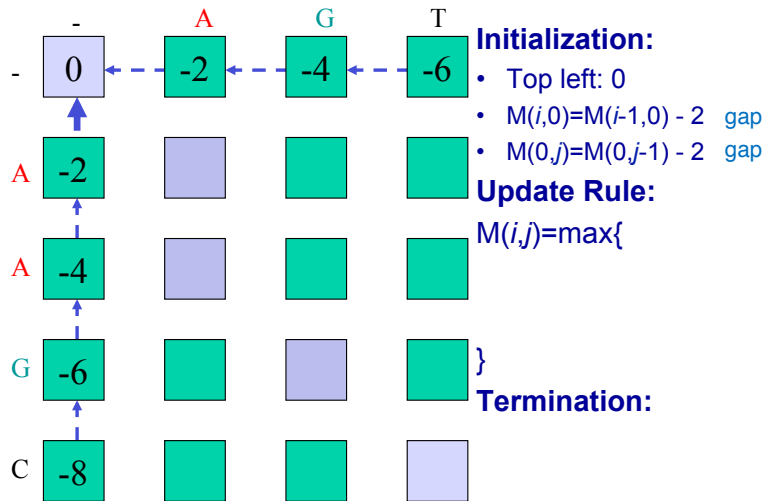 - A G T
- 0 -2 -4 -6
A -2
A -4
G -6
C -8
Initialization:
• Top left: 0
• M(i,0)=M(i-1,0) - 2 gap
• M(0,j)=M(0,j-1) - 2 gap
Update Rule:
M(i,j)=max{
}
Termination: